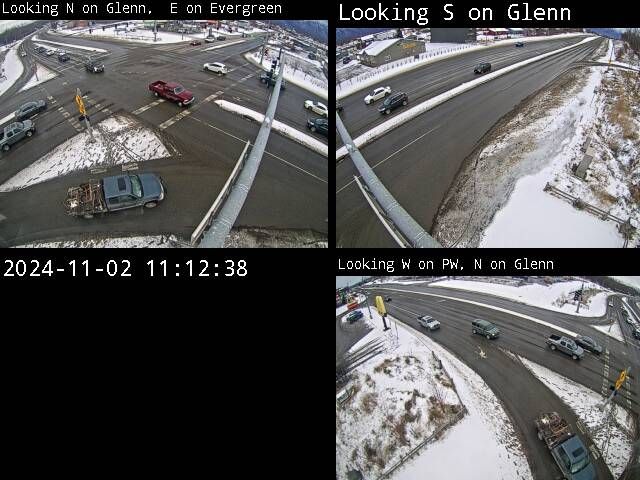 Looking N on Glenn, E on Evergreen
Looking S on Glenn
2024-11-02 11:12:38
Looking W on PW, N on Glenn